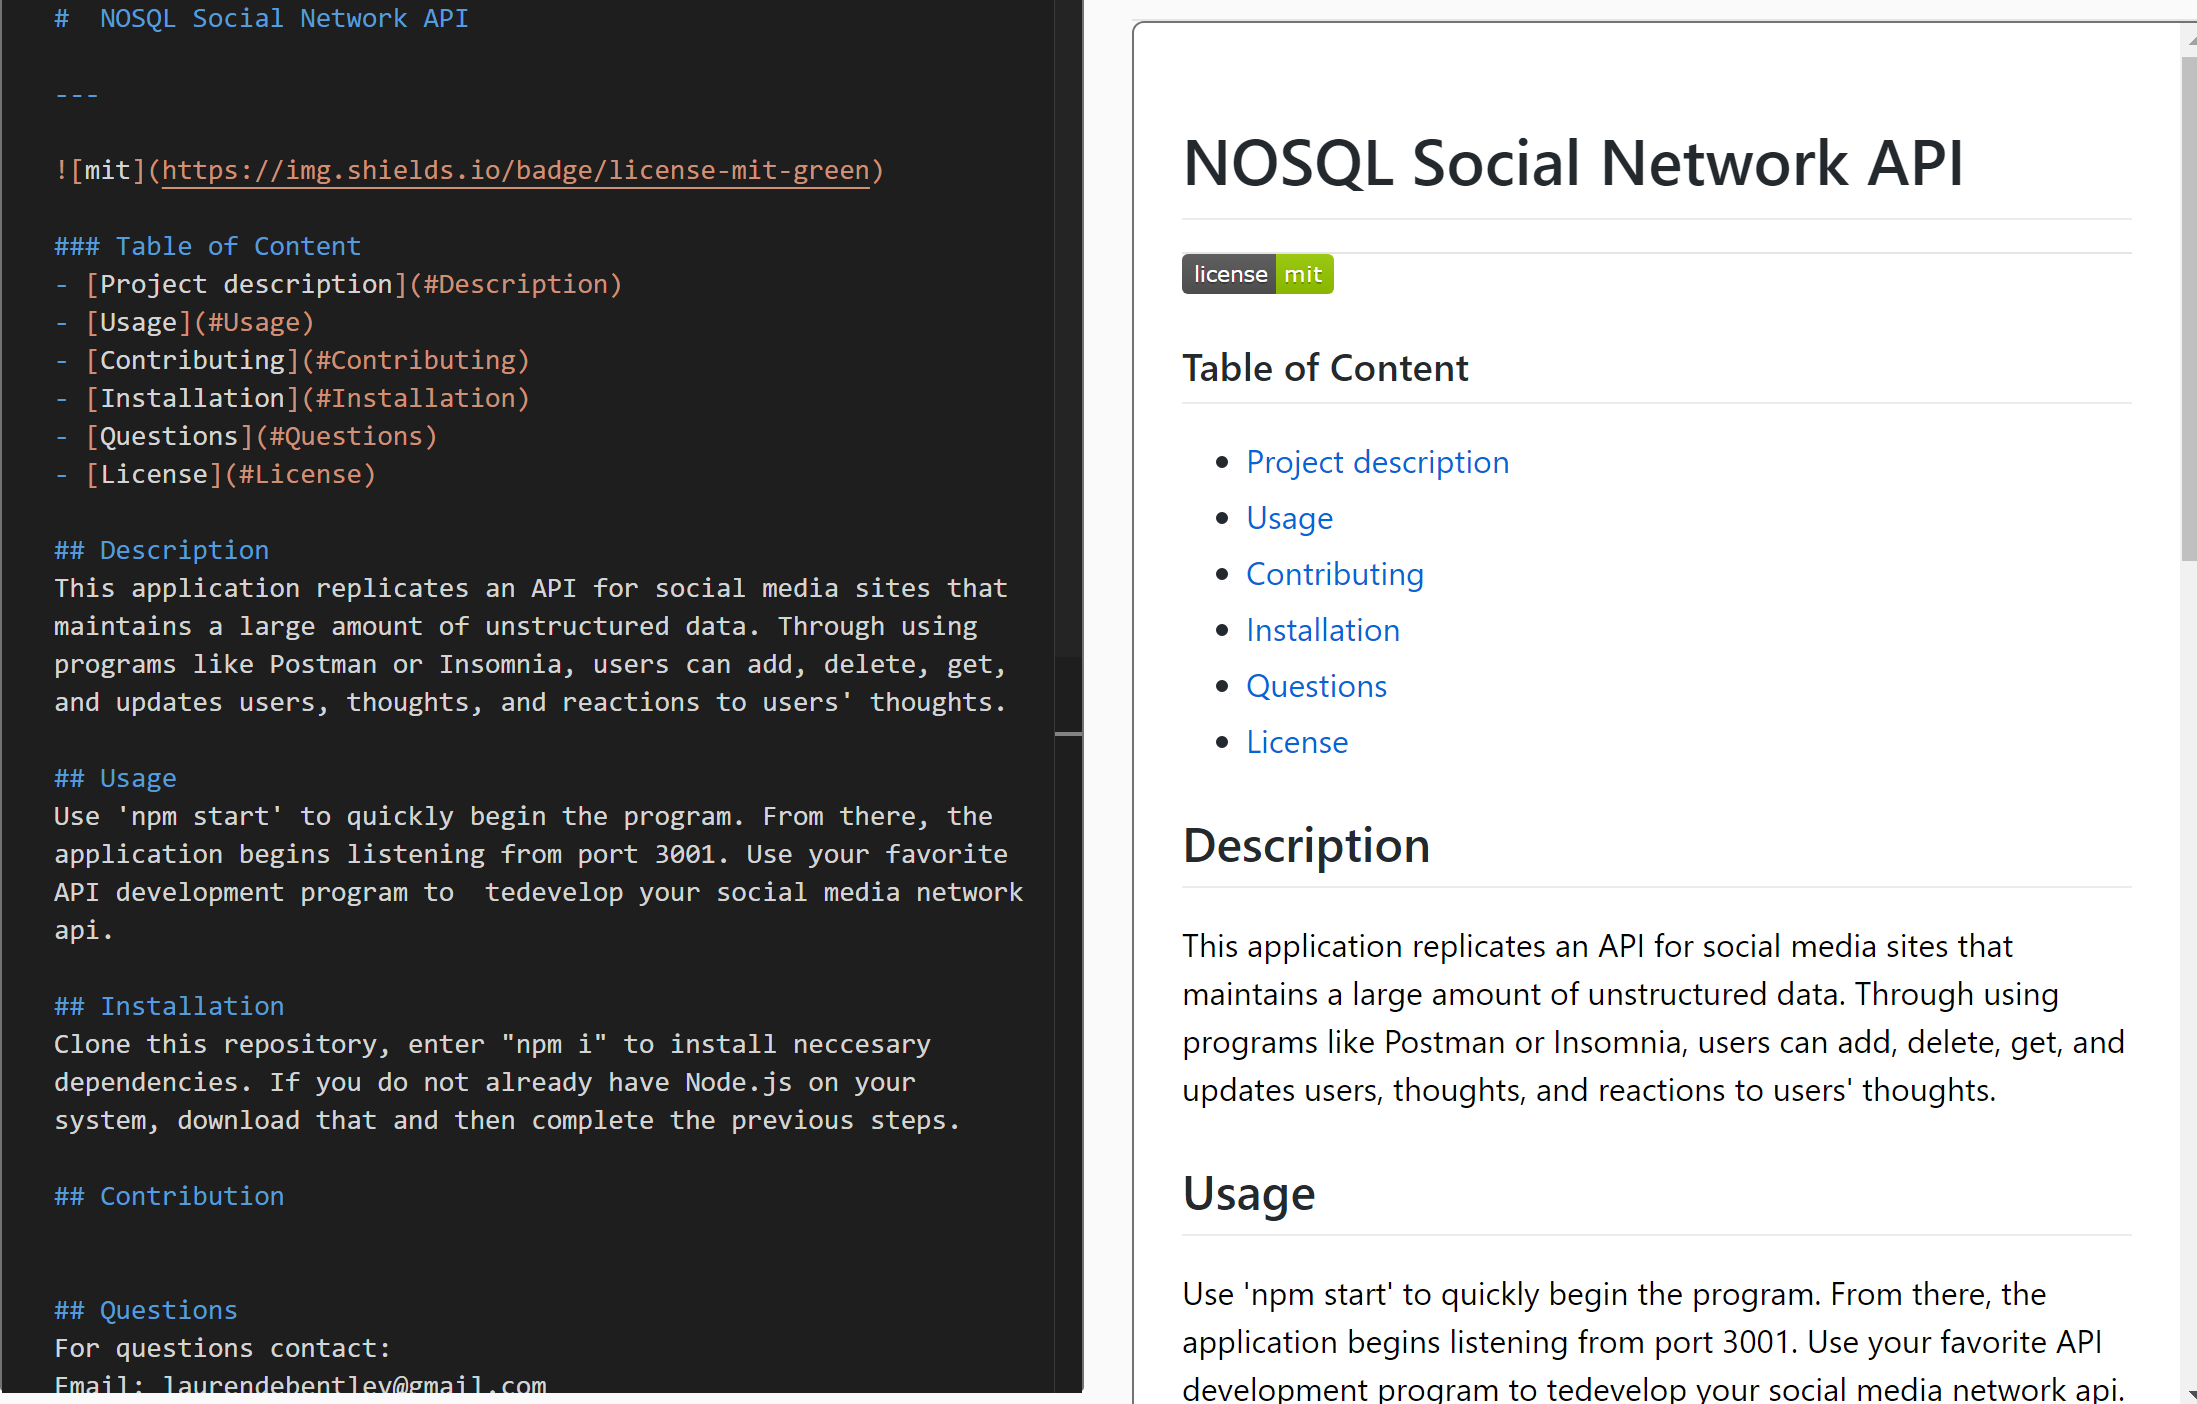 #  NOSQL Social Network API
---
![mit](https://img.shields.io/badge/license-mit-green)
### Table of Content
- [Project description](#Description)
- [Usage](#Usage)
- [Contributing](#Contributing)
- [Installation](#Installation)
- [Questions](#Questions)
- [License](#License)
## Description
This application replicates an API for social media sites that
maintains a large amount of unstructured data. Through using
programs like Postman or Insomnia, users can add, delete, get,
and updates users, thoughts, and reactions to users' thoughts.
## Usage
Use 'npm start' to quickly begin the program. From there, the
application begins listening from port 3001. Use your favorite
API development program to  tedevelop your social media network
api.
## Installation
Clone this repository, enter "npm i" to install neccesary
dependencies. If you do not already have Node.js on your
system, download that and then complete the previous steps.
## Contribution
## Questions
For questions contact:
Email: laurendebentley@gmail.com
NOSQL Social Network API
license mit
Table of Content
• Project description
• Usage
• Contributing
• Installation
• Questions
• License
Description
This application replicates an API for social media sites that
maintains a large amount of unstructured data. Through using
programs like Postman or Insomnia, users can add, delete, get, and
updates users, thoughts, and reactions to users' thoughts.
Usage
Use 'npm start' to quickly begin the program. From there, the
application begins listening from port 3001. Use your favorite API
development program to tedevelop your social media network api.